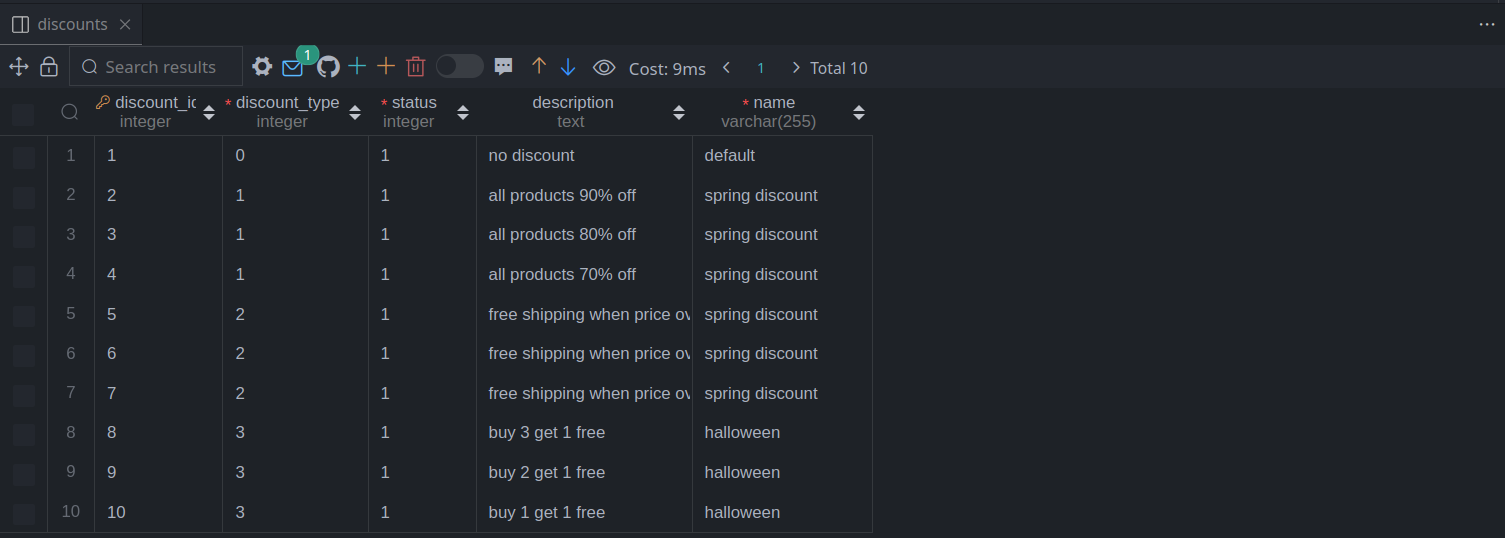 discounts
1
Search results
Cost: 9ms 1 Total 10
discount_id * discount_type * status description * name
integer integer integer text varchar(255)
1 1 0 1 no discount default
2 2 1 1 all products 90% off spring discount
3 3 1 1 all products 80% off spring discount
4 4 1 1 all products 70% off spring discount
5 5 2 1 free shipping when price ov spring discount
6 6 2 1 free shipping when price ov spring discount
7 7 2 1 free shipping when price ov spring discount
8 8 3 1 buy 3 get 1 free halloween
9 9 3 1 buy 2 get 1 free halloween
10 10 3 1 buy 1 get 1 free halloween